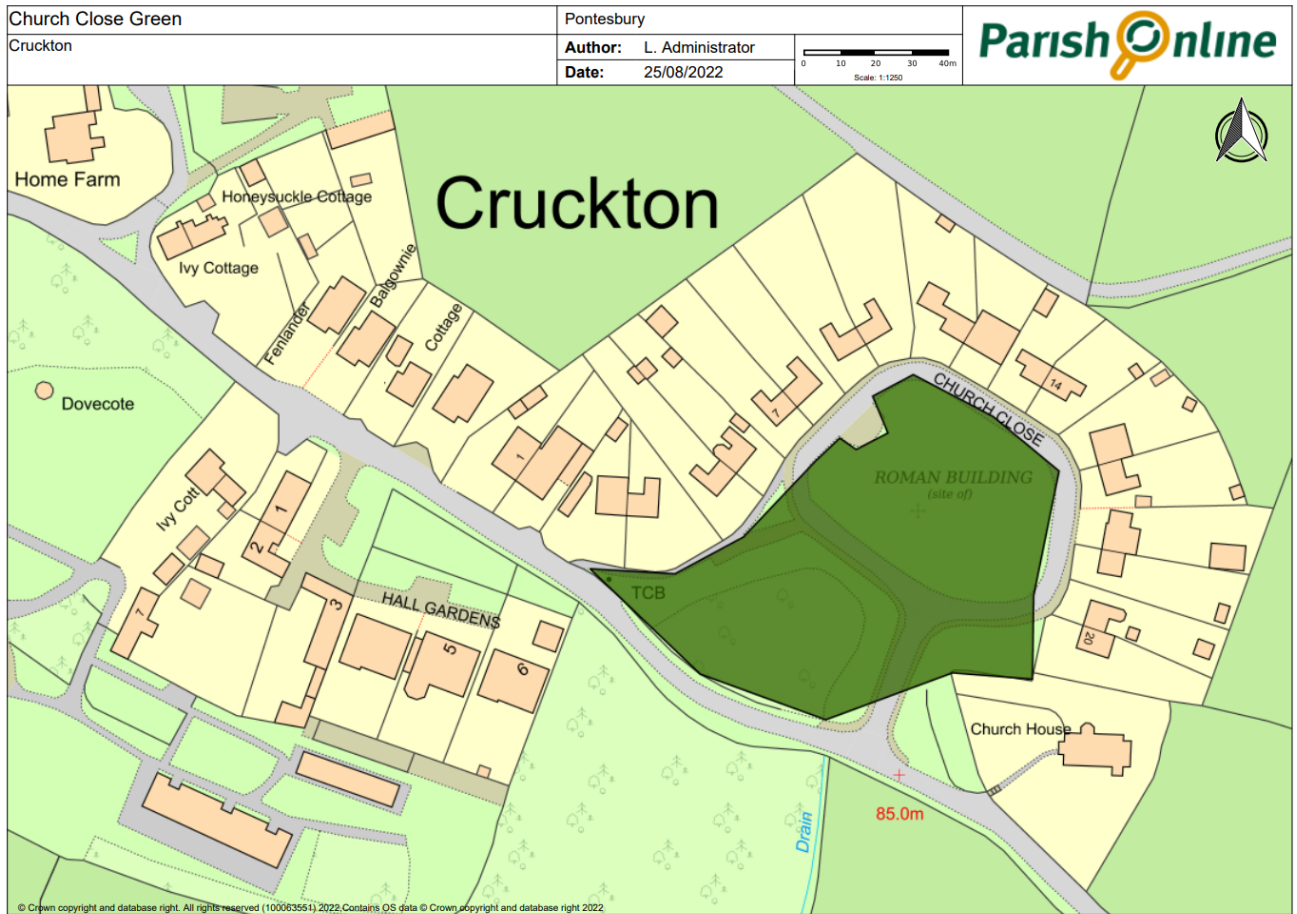 Church Close Green
Cruckton
Pontesbury
Author: L. Administrator
Date: 25/08/2022
0 10 20 30 40m
Scale: 1:1250
Parish Online
Home Farm
Honeysuckle Cottage
Cruckton
Ivy Cottage
Balgownie
Fenlander
Cottage
Dovecote
CHURCH CLOSE
14
7
1
ROMAN BUILDING
(site of)
Ivy Cott
1
2
TCB
HALL GARDENS
3
7
5
6
20
Church House
85.0m
Drain
© Crown copyright and database right. All rights reserved (100063551) 2022 Contains OS data © Crown copyright and database right 2022